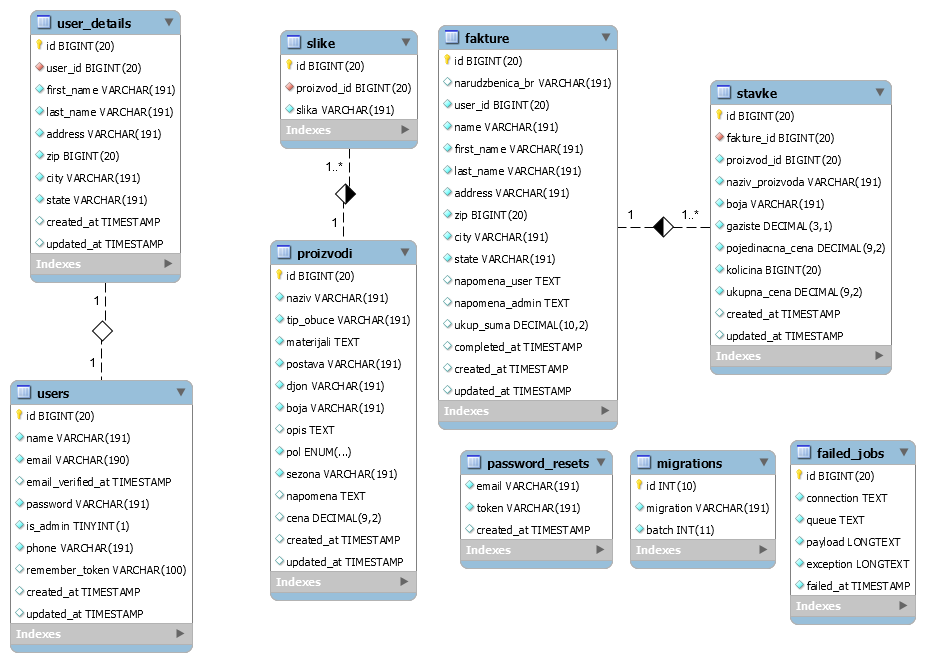 user_details
id BIGINT(20)
user_id BIGINT(20)
first_name VARCHAR(191)
last_name VARCHAR(191)
address VARCHAR(191)
zip BIGINT(20)
city VARCHAR(191)
state VARCHAR(191)
created_at TIMESTAMP
updated_at TIMESTAMP
Indexes
1
1
users
id BIGINT(20)
name VARCHAR(191)
email VARCHAR(190)
email_verified_at TIMESTAMP
password VARCHAR(191)
is_admin TINYINT(1)
phone VARCHAR(191)
remember_token VARCHAR(100)
created_at TIMESTAMP
updated_at TIMESTAMP
Indexes
slike
id BIGINT(20)
proizvod_id BIGINT(20)
slika VARCHAR(191)
Indexes
1..*
1
proizvodi
id BIGINT(20)
naziv VARCHAR(191)
tip_obuce VARCHAR(191)
materijali TEXT
postava VARCHAR(191)
djon VARCHAR(191)
boja VARCHAR(191)
opis TEXT
pol ENUM(...)
sezona VARCHAR(191)
napomena TEXT
cena DECIMAL(9,2)
created_at TIMESTAMP
updated_at TIMESTAMP
Indexes
fakture
id BIGINT(20)
narudzbenica_br VARCHAR(191)
user_id BIGINT(20)
name VARCHAR(191)
first_name VARCHAR(191)
last_name VARCHAR(191)
address VARCHAR(191)
zip BIGINT(20)
city VARCHAR(191)
state VARCHAR(191)
napomena_user TEXT
napomena_admin TEXT
ukup_suma DECIMAL(10,2)
completed_at TIMESTAMP
created_at TIMESTAMP
updated_at TIMESTAMP
Indexes
1
1..*
stavke
id BIGINT(20)
fakture_id BIGINT(20)
proizvod_id BIGINT(20)
naziv_proizvoda VARCHAR(191)
boja VARCHAR(191)
gaziste DECIMAL(3,1)
pojedinacna_cena DECIMAL(9,2)
kolicina BIGINT(20)
ukupna_cena DECIMAL(9,2)
created_at TIMESTAMP
updated_at TIMESTAMP
Indexes
password_resets
email VARCHAR(191)
token VARCHAR(191)
created_at TIMESTAMP
Indexes
migrations
id INT(10)
migration VARCHAR(191)
batch INT(11)
Indexes
failed_jobs
id BIGINT(20)
connection TEXT
queue TEXT
payload LONGTEXT
exception LONGTEXT
failed_at TIMESTAMP
Indexes